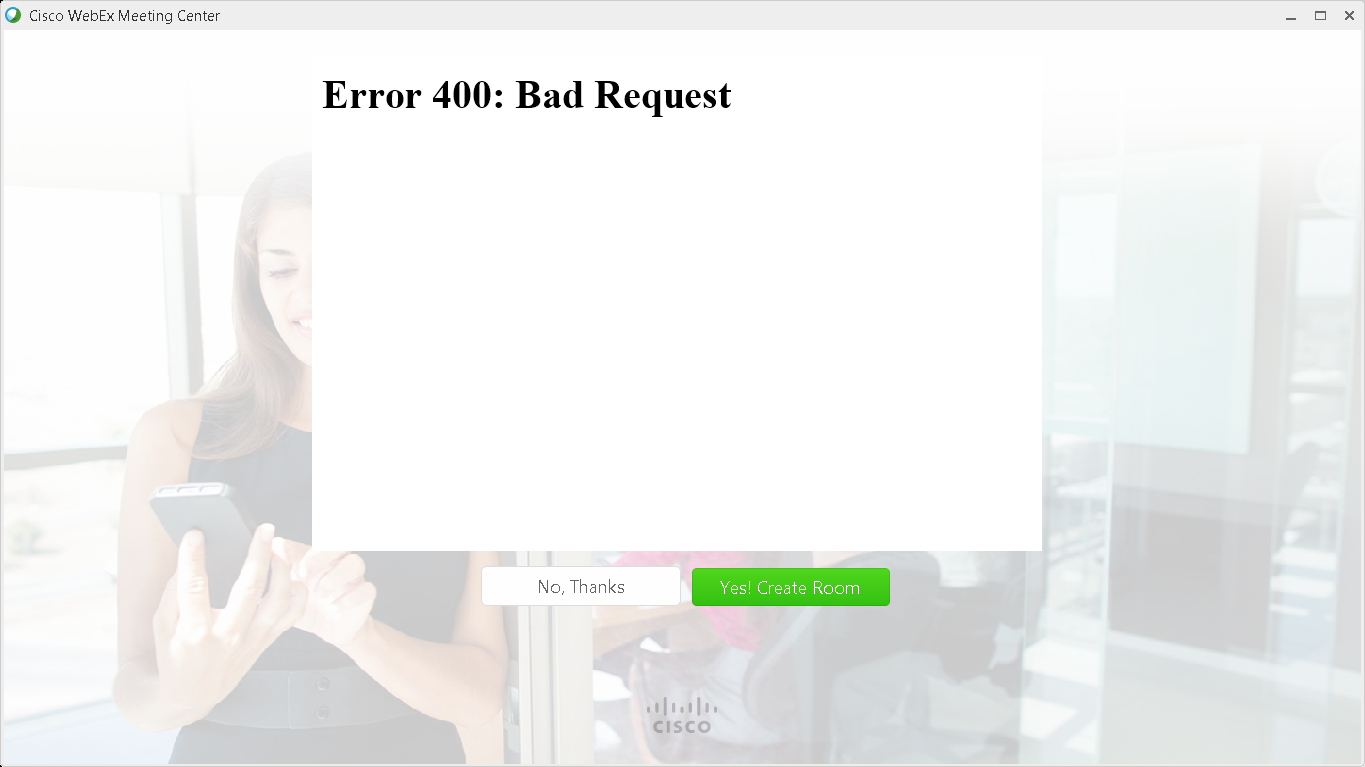 Cisco WebEx Meeting Center
Error 400: Bad Request
No, Thanks
Yes! Create Room
CISCO